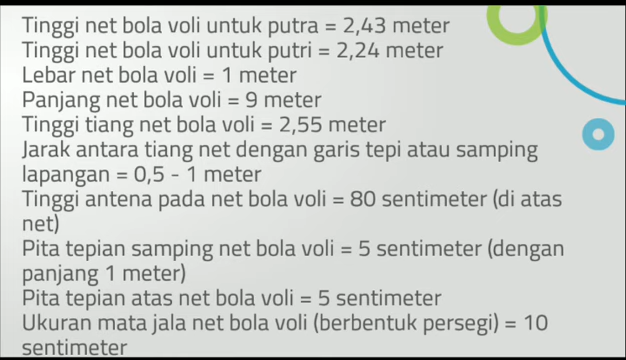 Tinggi net bola voli untuk putra = 2,43 meter
Tinggi net bola voli untuk putri = 2,24 meter
Lebar net bola voli = 1 meter
Panjang net bola voli = 9 meter
Tinggi tiang net bola voli = 2,55 meter
Jarak antara tiang net dengan garis tepi atau samping
lapangan = 0,5 - 1 meter
Tinggi antena pada net bola voli = 80 sentimeter (di atas
net)
Pita tepian samping net bola voli = 5 sentimeter (dengan
panjang 1 meter)
Pita tepian atas net bola voli = 5 sentimeter
Ukuran mata jala net bola voli (berbentuk persegi) = 10
sentimeter